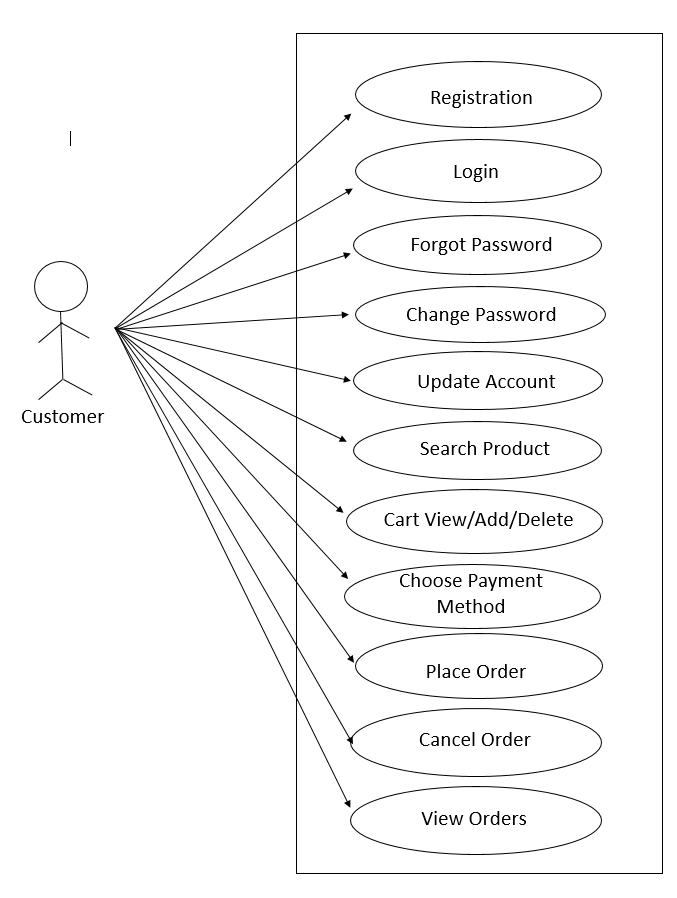 Registration
Login
Forgot Password
Change Password
Update Account
Customer
Search Product
Cart View/Add/Delete
Choose Payment
Method
Place Order
Cancel Order
View Orders